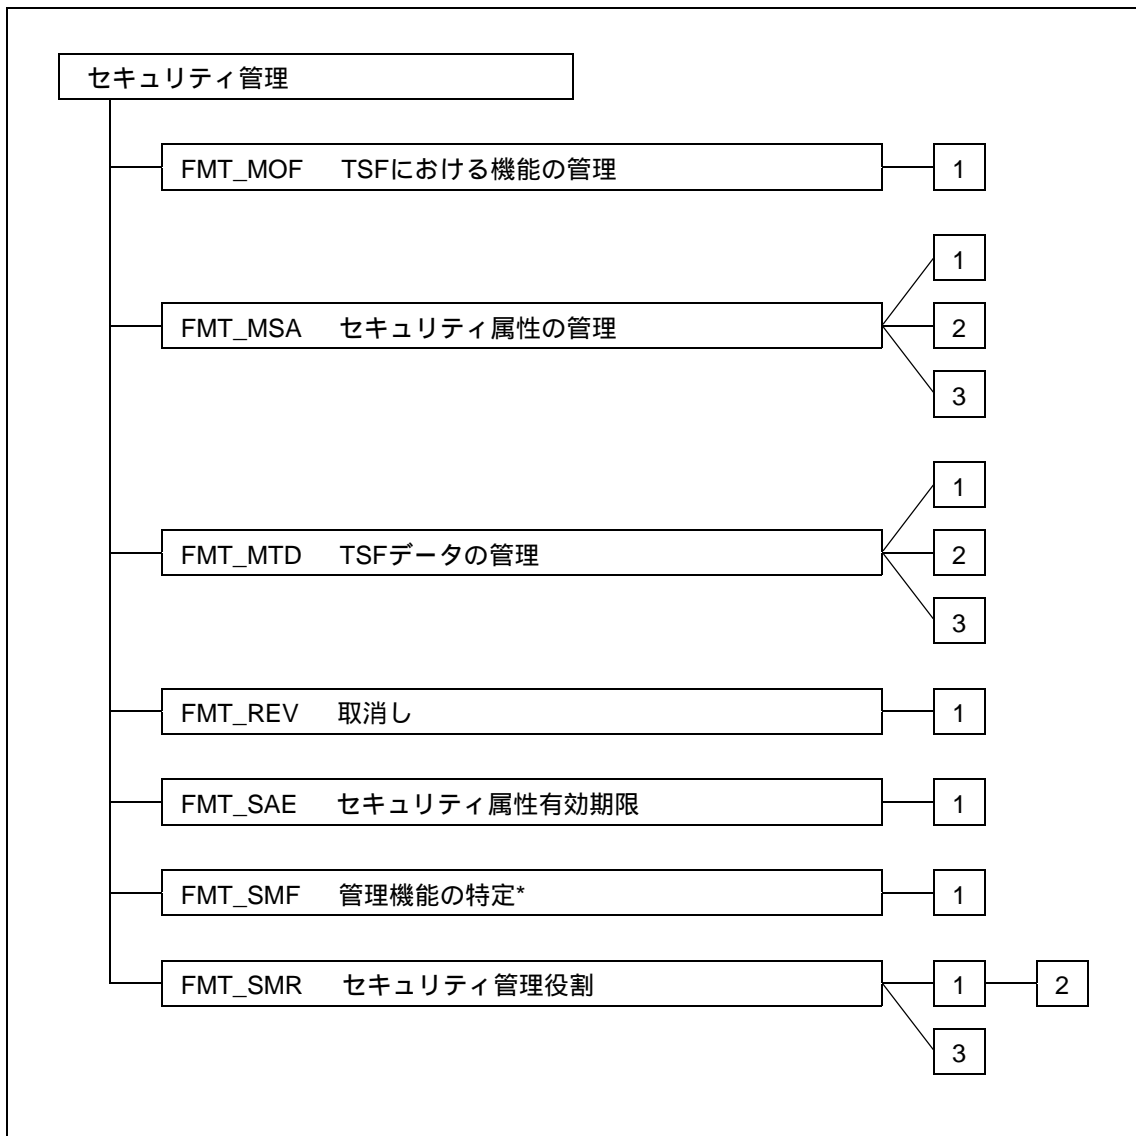 セキュリティ管理
FMT_MOF TSFにおける機能の管理 1
1
FMT_MSA セキュリティ属性の管理 2
3
1
FMT_MTD TSFデータの管理 2
3
FMT_REV 取消し 1
FMT_SAE セキュリティ属性有効期限 1
FMT_SMF 管理機能の特定* 1
FMT_SMR セキュリティ管理役割 1 2
3